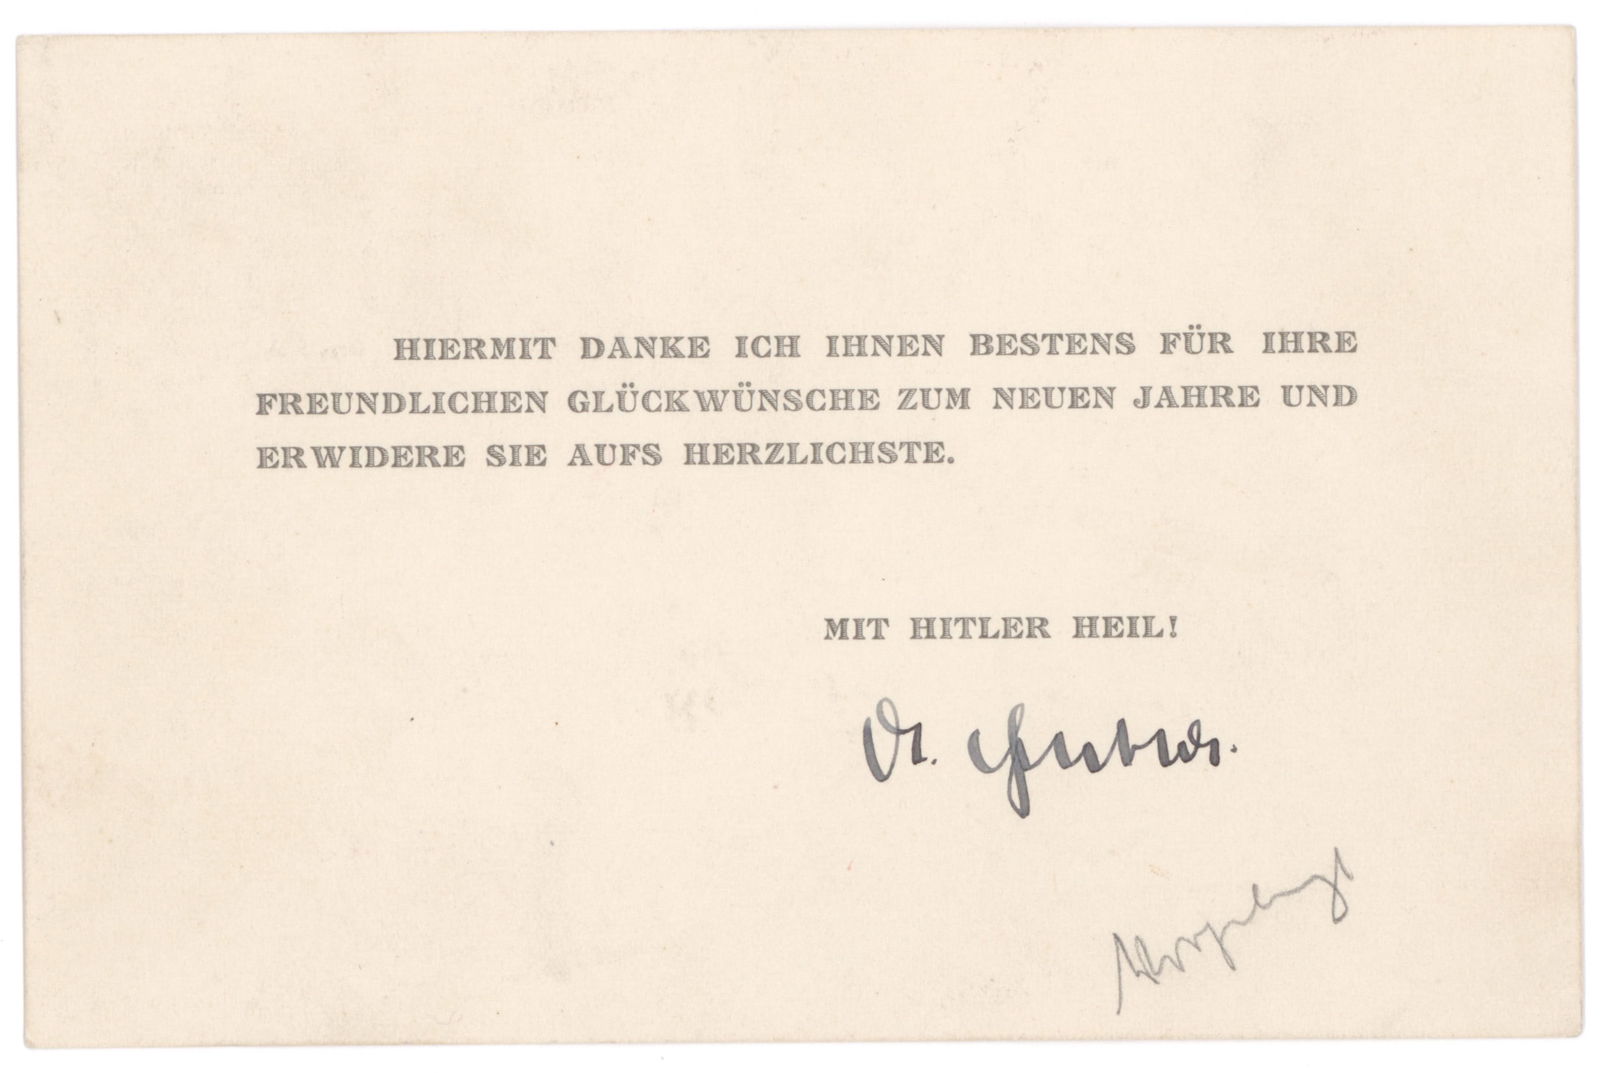 HIERMIT DANKE ICH IHNEN BESTENS FÜR IHRE
FREUNDLICHEN GLÜCKWÜNSCHE ZUM NEUEN JAHRE UND
ERWIDERE SIE AUFS HERZLICHSTE.
MIT HITLER HEIL!
Dr.